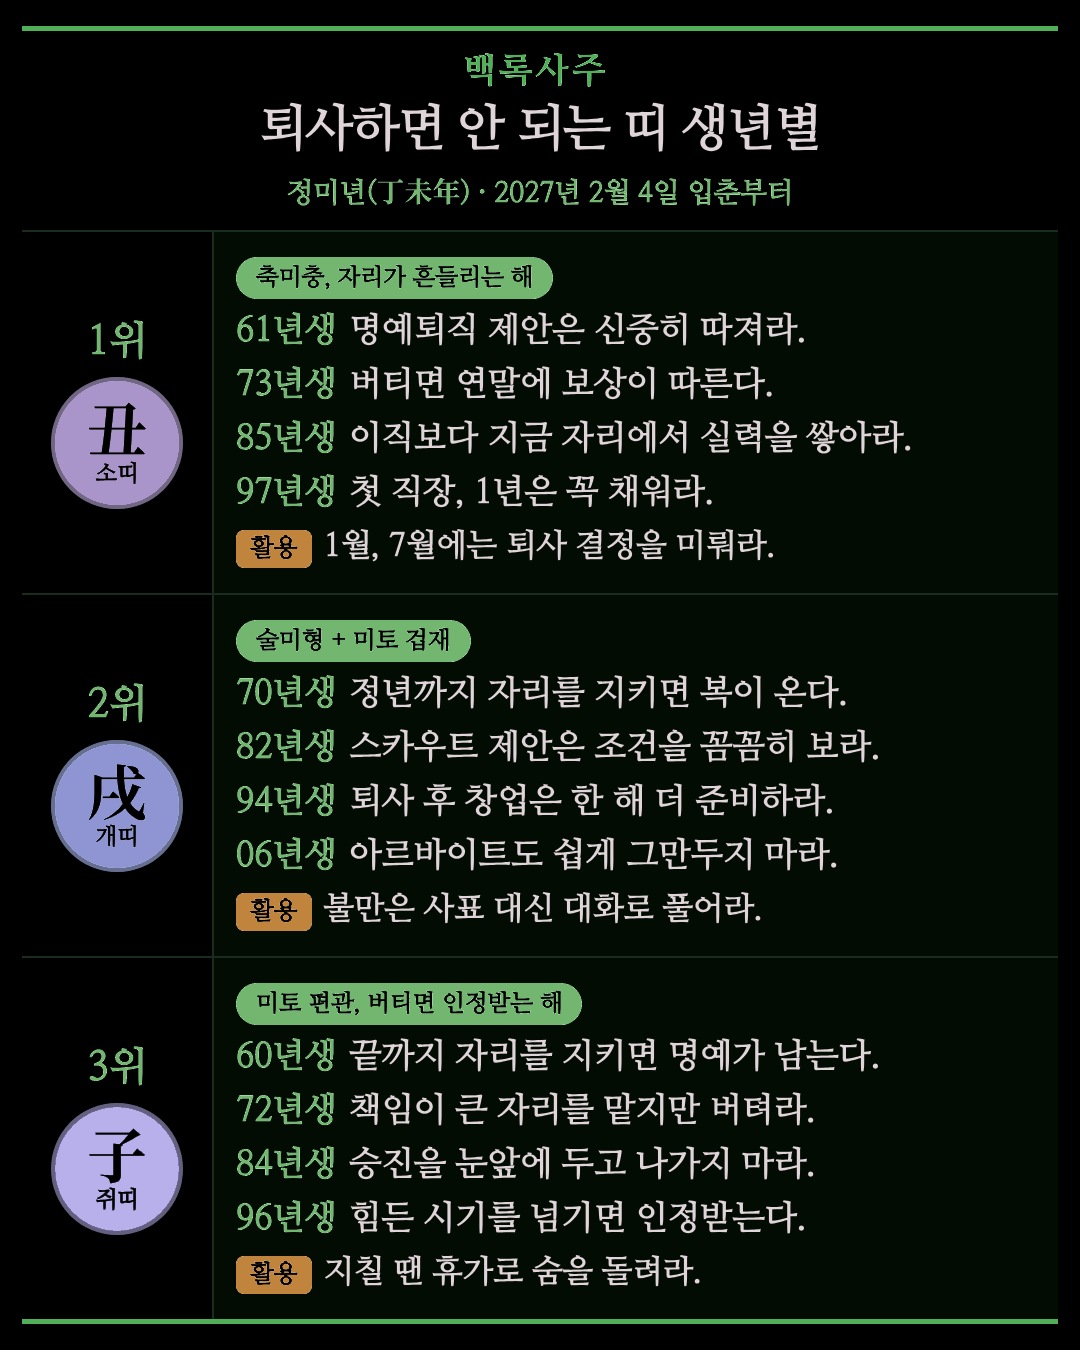 백록사주
퇴사하면 안 되는 띠 생년별
정미년(丁未年) · 2027년 2월 4일 입춘부터
1위
丑
소띠
축미충, 자리가 흔들리는 해
61년생 명예퇴직 제안은 신중히 따져라.
73년생 버티면 연말에 보상이 따른다.
85년생 이직보다 지금 자리에서 실력을 쌓아라.
97년생 첫 직장, 1년은 꼭 채워라.
활용 1월, 7월에는 퇴사 결정을 미뤄라.
2위
戌
개띠
술미형 + 미토 겁재
70년생 정년까지 자리를 지키면 복이 온다.
82년생 스카우트 제안은 조건을 꼼꼼히 보라.
94년생 퇴사 후 창업은 한 해 더 준비하라.
06년생 아르바이트도 쉽게 그만두지 마라.
활용 불만은 사표 대신 대화로 풀어라.
3위
子
쥐띠
미토 편관, 버티면 인정받는 해
60년생 끝까지 자리를 지키면 명예가 남는다.
72년생 책임이 큰 자리를 맡지만 버텨라.
84년생 승진을 눈앞에 두고 나가지 마라.
96년생 힘든 시기를 넘기면 인정받는다.
활용 지칠 땐 휴가로 숨을 돌려라.